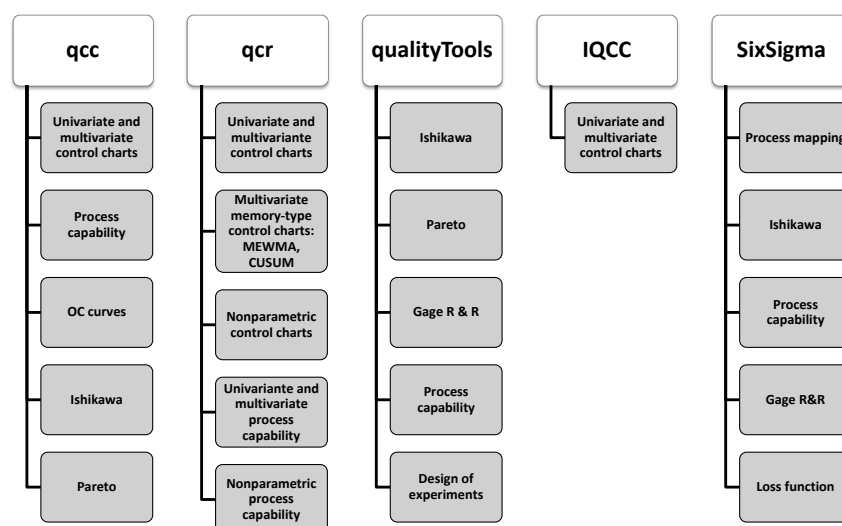 qcc
Univariate and
multivariate
control charts
Process
capability
OC curves
Ishikawa
Pareto
qcr
Univariate and
multivariante
control charts
Multivariate
memory-type
control charts:
MEWMA,
CUSUM
Nonparametric
control charts
Univariante and
multivariate
process
capability
Nonparametric
process
capability
qualityTools
Ishikawa
Pareto
Gage R & R
Process
capability
Design of
experiments
IQCC
Univariate and
multivariate
control charts
SixSigma
Process mapping
Ishikawa
Process
capability
Gage R&R
Loss function